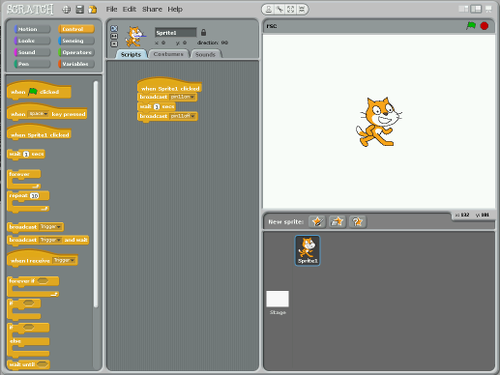 SCRATCH
File Edit Share Help
Motion Control
Looks Sensing
Sound Operators
Pen Variables
Sprite1
x: 0 y: 0 direction: 90
Scripts Costumes Sounds
when clicked
when space key pressed
when Sprite1 clicked
wait 1 secs
forever
repeat 10
broadcast Trigger
broadcast Trigger and wait
when I receive Trigger
forever if
if
if
else
wait until
when Sprite1 clicked
broadcast
wait 1 secs
broadcast
FSC
New sprite:
Sprite1
Stage